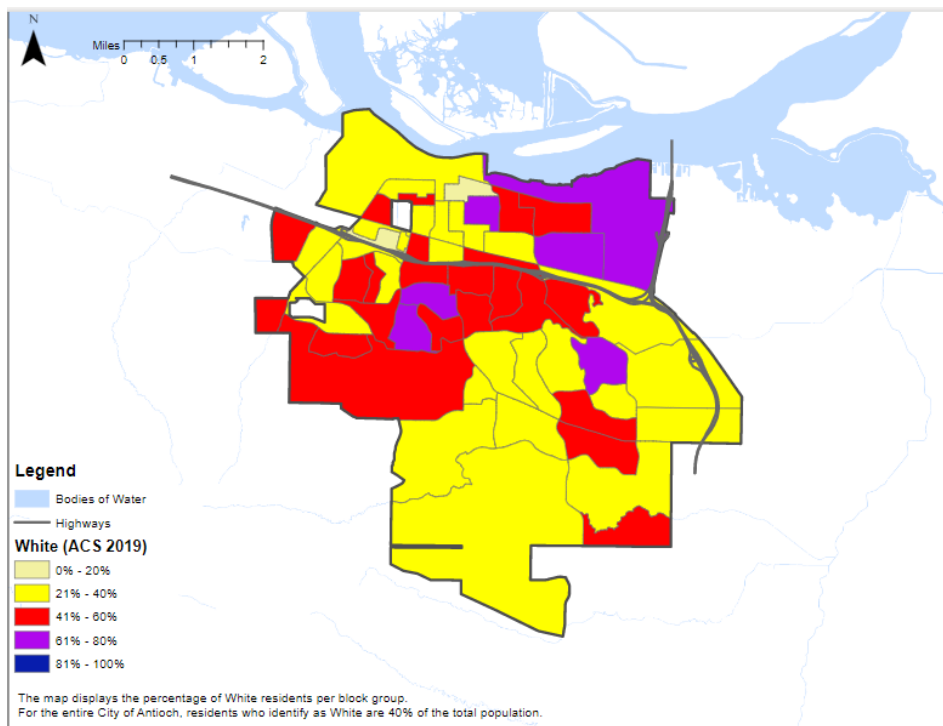 N
Miles
0 0.5 1 2
Legend
Bodies of Water
Highways
White (ACS 2019)
0% - 20%
21% - 40%
41% - 60%
61% - 80%
81% - 100%
The map displays the percentage of White residents per block group.
For the entire City of Antioch, residents who identify as White are 40% of the total population.